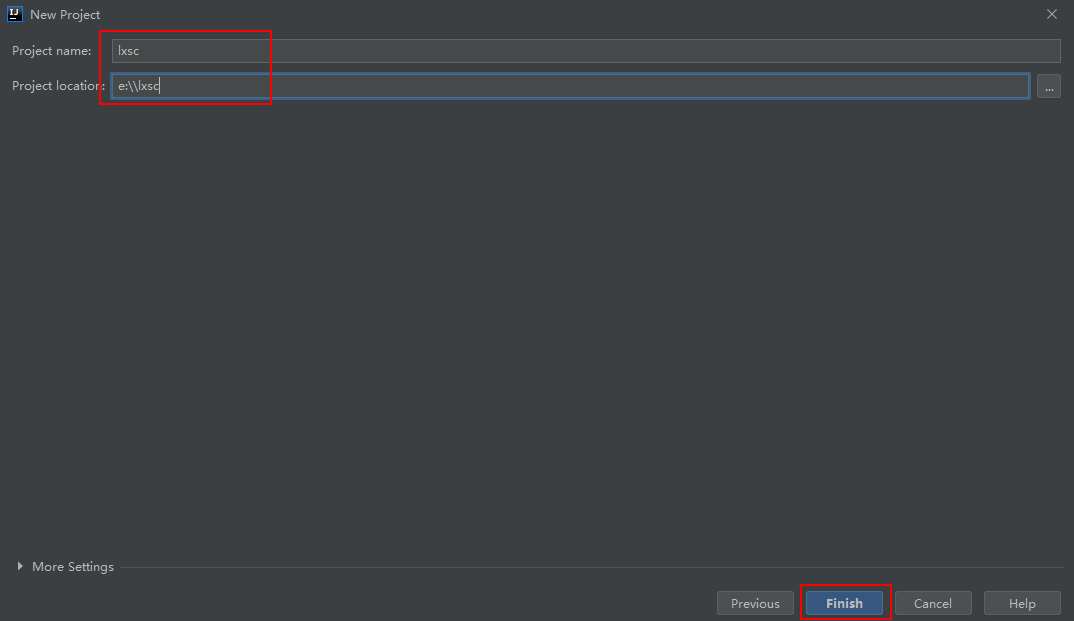 IJ New Project
Project name: lxsc
Project location: e:\\lxsc ...
More Settings
Previous Finish Cancel Help